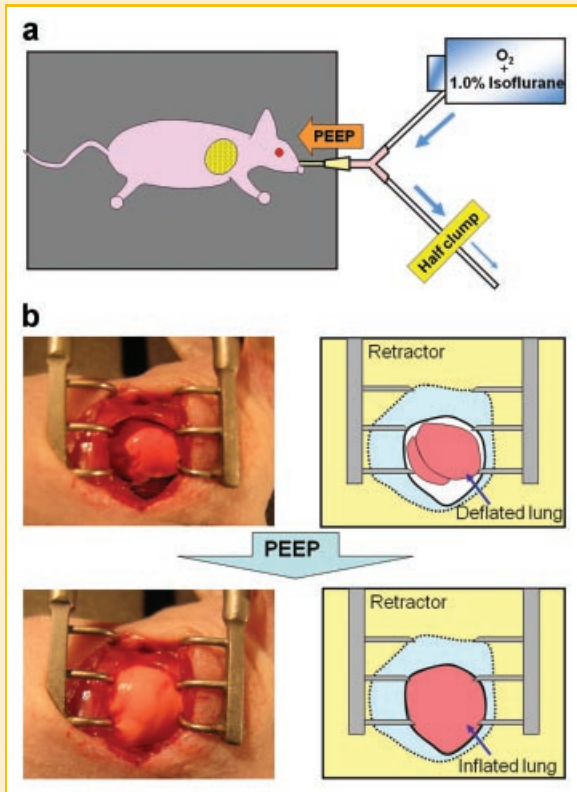 a
O₂
+
1.0% Isoflurane
PEEP
Half clump
b
Retractor
Deflated lung
PEEP
Retractor
Inflated lung